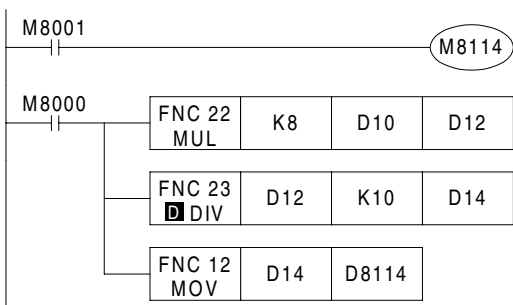 M8001
M8114
M8000
FNC 22
MUL
K8
D10
D12
FNC 23
D DIV
D12
K10
D14
FNC 12
MOV
D14
D8114